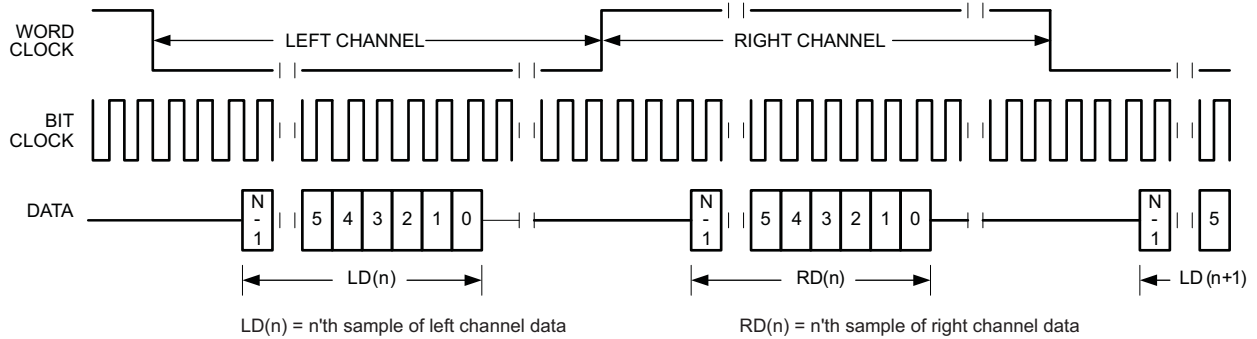 WORD
CLOCK
LEFT CHANNEL
RIGHT CHANNEL
BIT
CLOCK
DATA
N
-
1
5 4 3 2 1 0
N
-
1
5 4 3 2 1 0
N
-
1
5
LD(n)
RD(n)
LD (n+1)
LD(n) = n'th sample of left channel data
RD(n) = n'th sample of right channel data